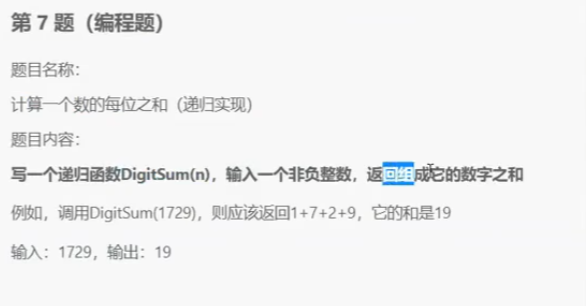 第 7 题（编程题）
题目名称：
计算一个数的每位之和（递归实现）
题目内容：
写一个递归函数DigitSum(n)，输入一个非负整数，返回组成它的数字之和
例如，调用DigitSum(1729)，则应该返回1+7+2+9，它的和是19
输入：1729，输出：19